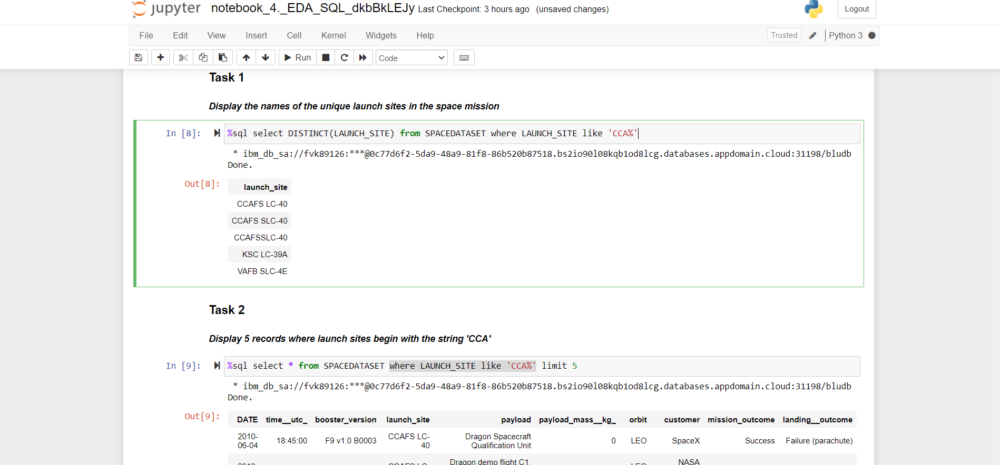 jupyter notebook_4._EDA_SQL_dkbBkLEJy Last Checkpoint: 3 hours ago (unsaved changes) Logout
File Edit View Insert Cell Kernel Widgets Help Trusted Python 3
Run Code
Task 1
Display the names of the unique launch sites in the space mission
In [8]: %sql select DISTINCT(LAUNCH_SITE) from SPACEDATASET where LAUNCH_SITE like 'CCA%'
* ibm_db_sa://fvk89126:***@0c77d6f2-5da9-48a9-81f8-86b520b87518.bs2io90l08kqb1od8lcg.databases.appdomain.cloud:31198/bludb
Done.
Out[8]: launch_site
CCAFS LC-40
CCAFS SLC-40
CCAFSSLC-40
KSC LC-39A
VAFB SLC-4E
Task 2
Display 5 records where launch sites begin with the string 'CCA'
In [9]: %sql select * from SPACEDATASET where LAUNCH_SITE like 'CCA%' limit 5
* ibm_db_sa://fvk89126:***@0c77d6f2-5da9-48a9-81f8-86b520b87518.bs2io90l08kqb1od8lcg.databases.appdomain.cloud:31198/bludb
Done.
Out[9]: DATE time__utc_ booster_version launch_site payload payload_mass__kg_ orbit customer mission_outcome landing__outcome
2010-06-04 18:45:00 F9 v1.0 B0003 CCAFS LC-40 Dragon Spacecraft Qualification Unit 0 LEO SpaceX Success Failure (parachute)
Dragon demo flight C1, NASA